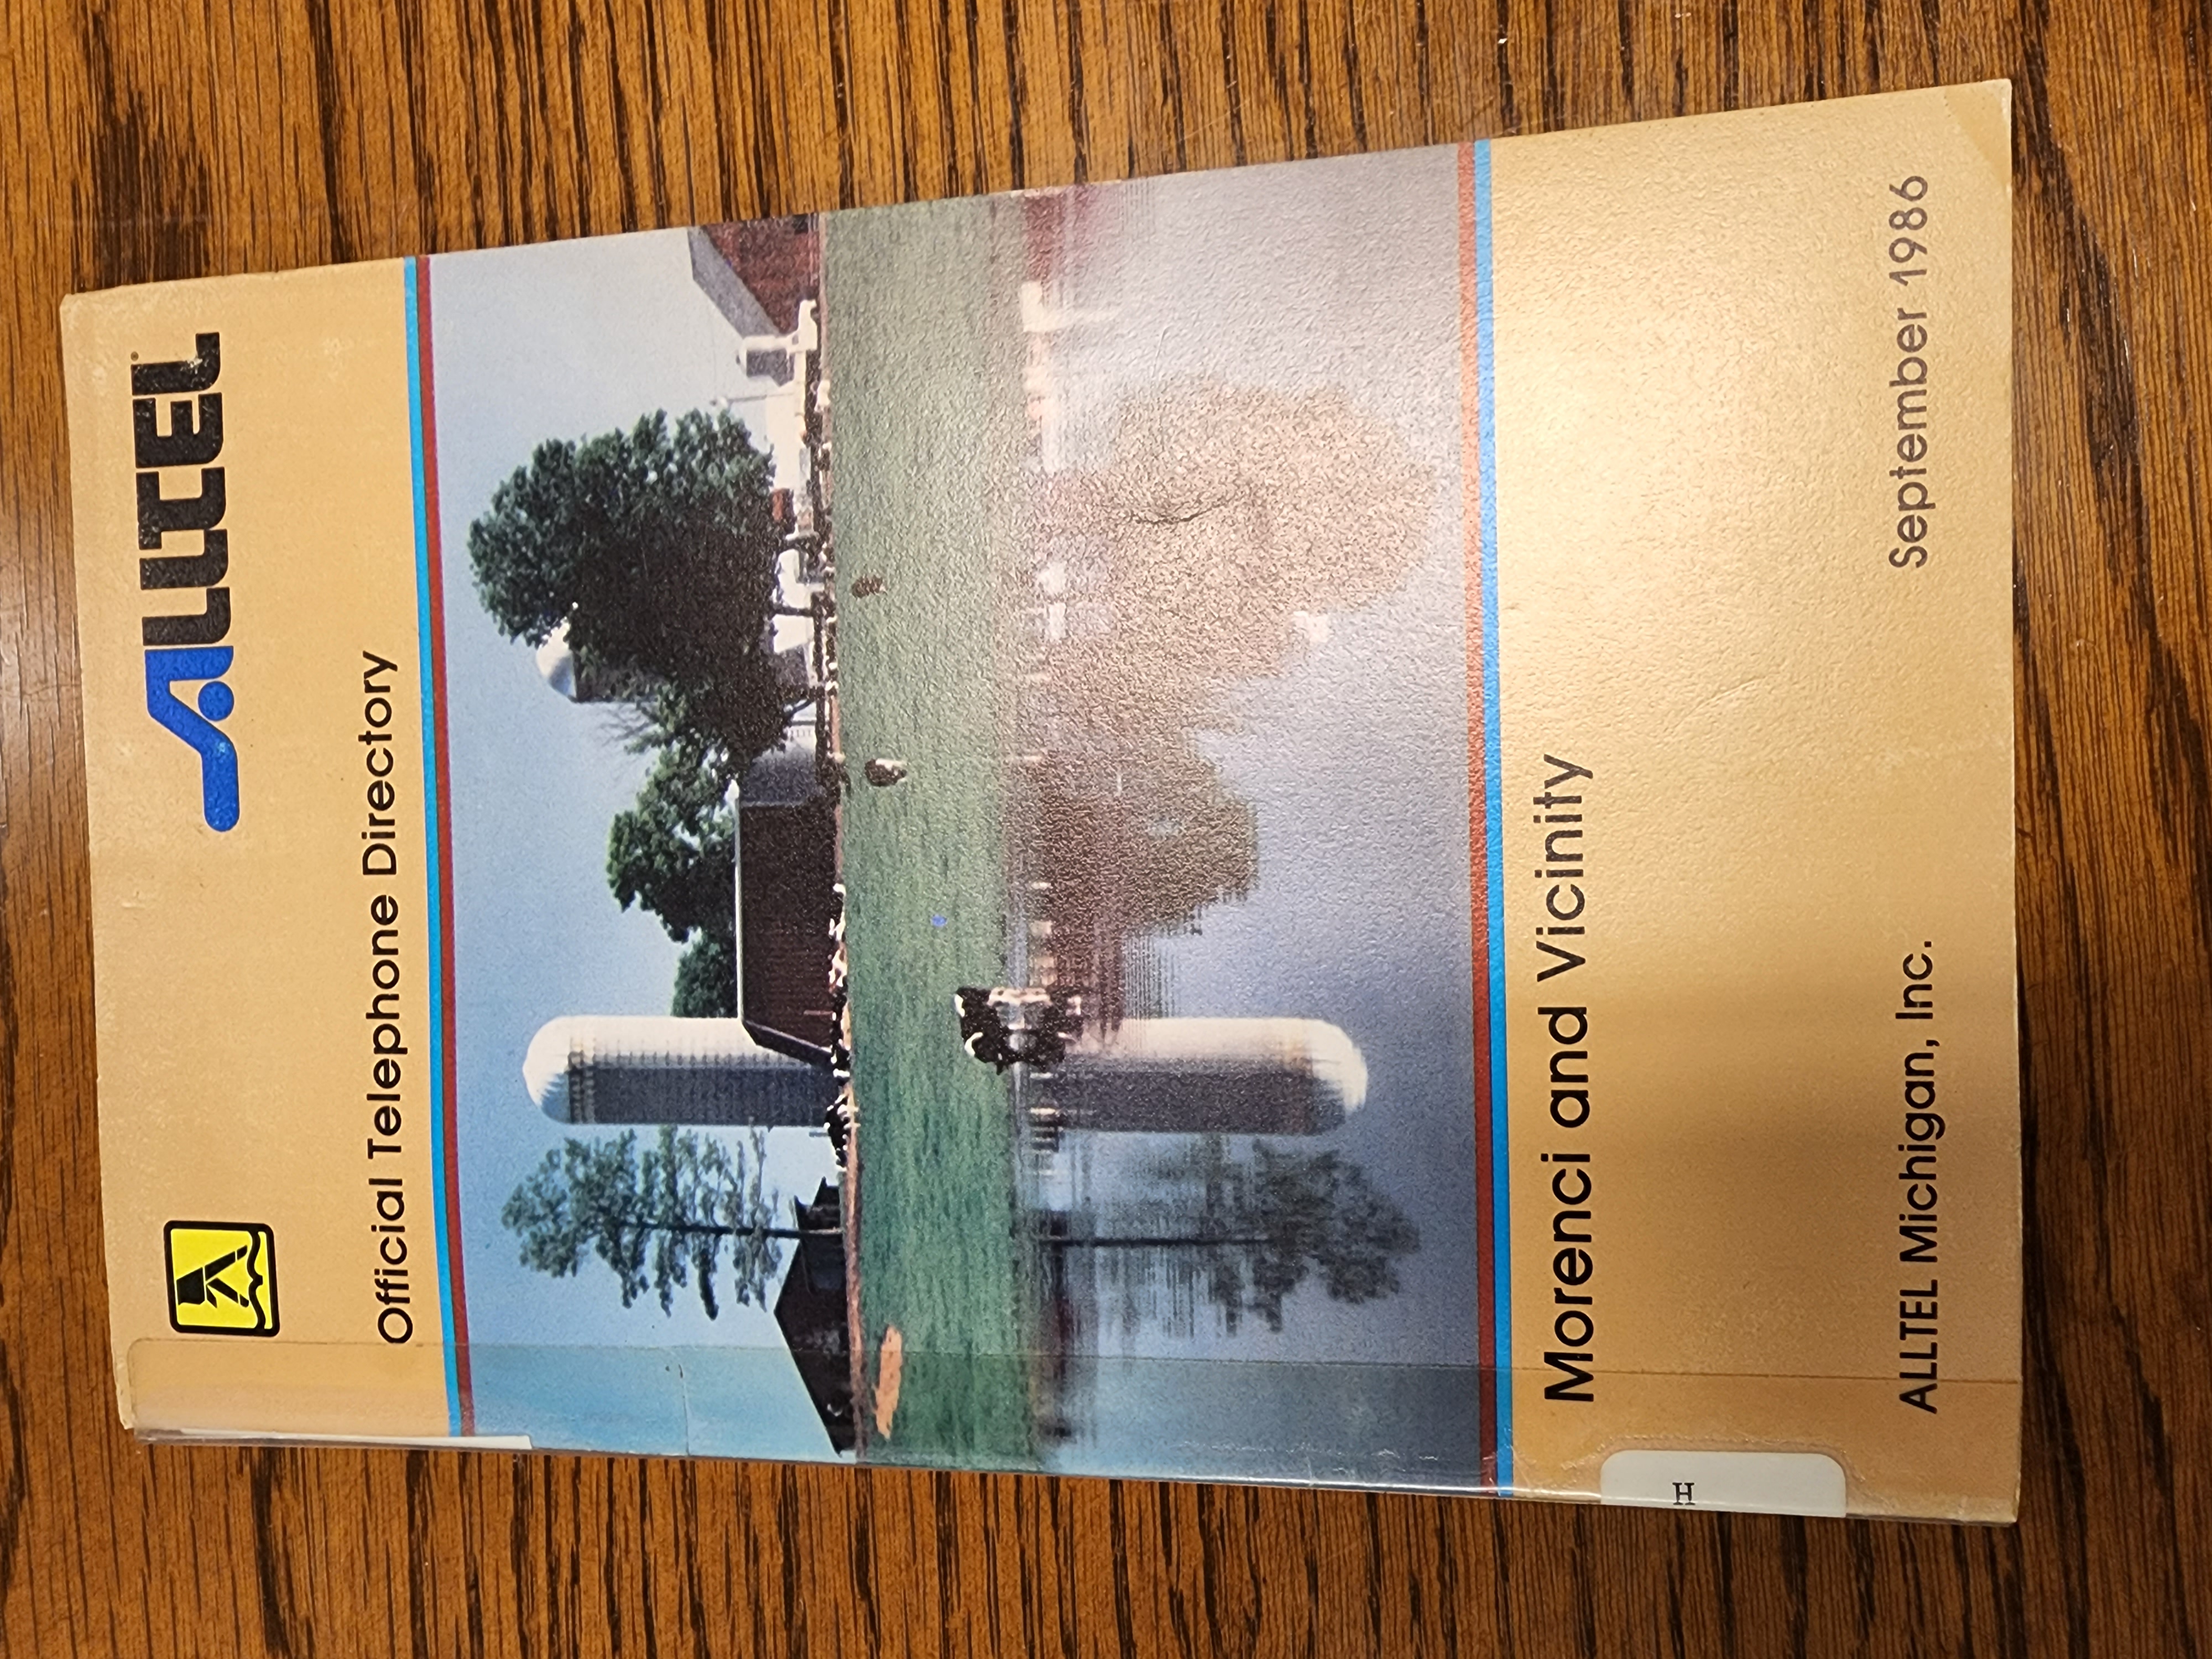 ALLTEL
Official Telephone Directory
Morenci and Vicinity
ALLTEL Michigan, Inc.
September 1986
H